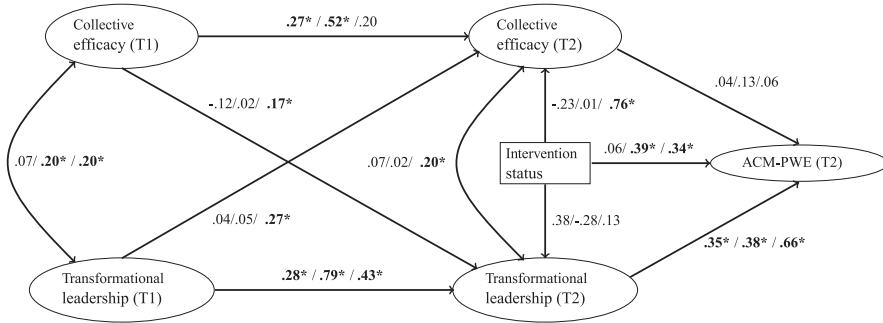 Collective
efficacy (T1)
.27* / .52* / .20
Collective
efficacy (T2)
-.12/.02/ .17*
-.23/.01/ .76*
.04/.13/.06
.07/ .20* / .20*
.07/.02/ .20*
Intervention
status
.06/ .39* / .34*
ACM-PWE (T2)
.04/.05/ .27*
.38/-.28/.13
.35* / .38* / .66*
Transformational
leadership (T1)
.28* / .79* / .43*
Transformational
leadership (T2)